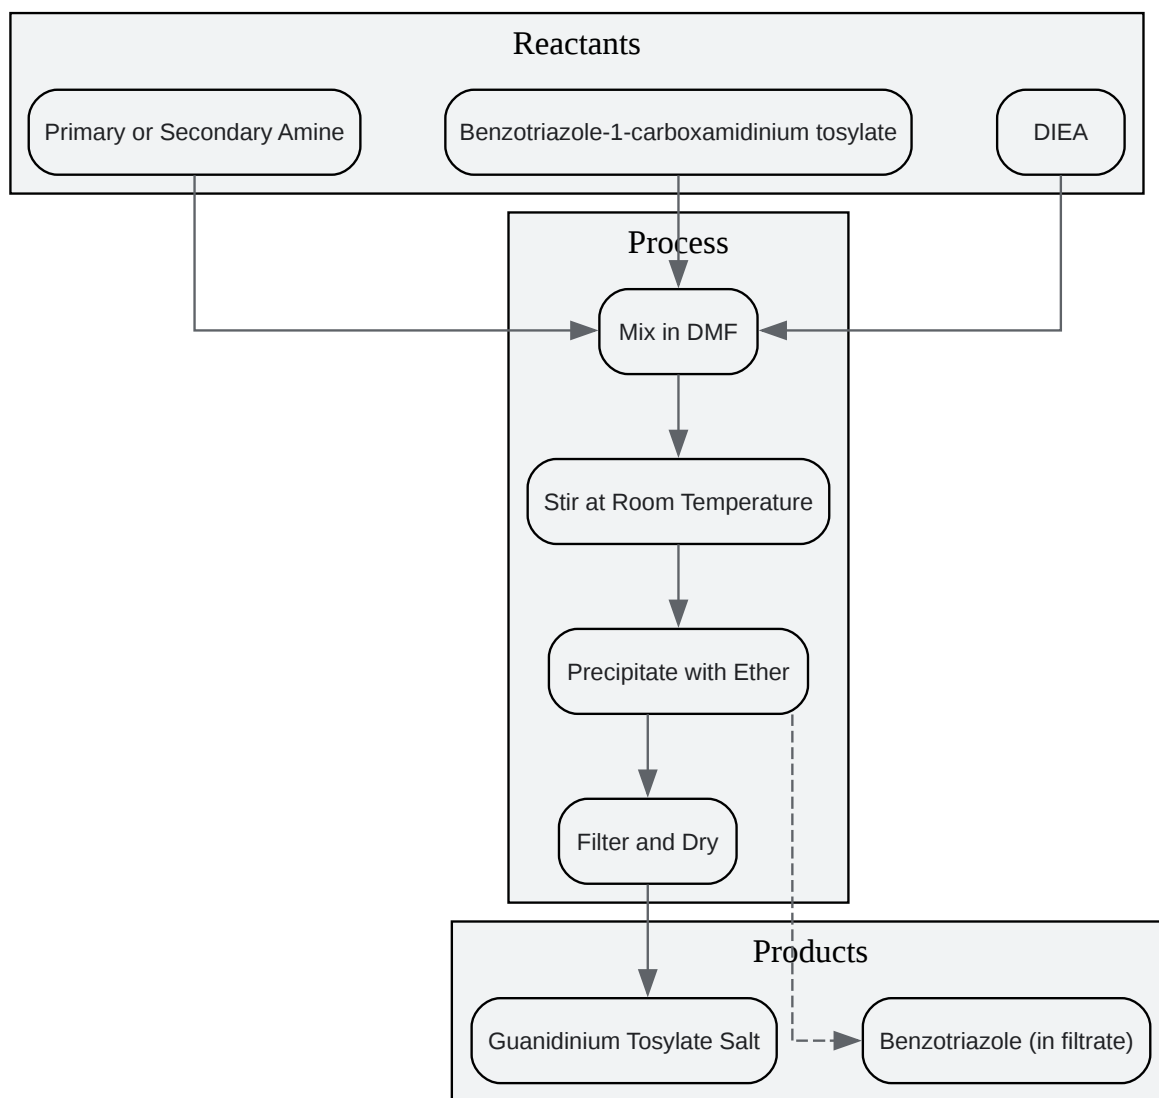 Reactants
Primary or Secondary Amine
Benzotriazole-1-carboxamidinium tosylate
DIEA
Process
Mix in DMF
Stir at Room Temperature
Precipitate with Ether
Filter and Dry
Products
Guanidinium Tosylate Salt
Benzotriazole (in filtrate)